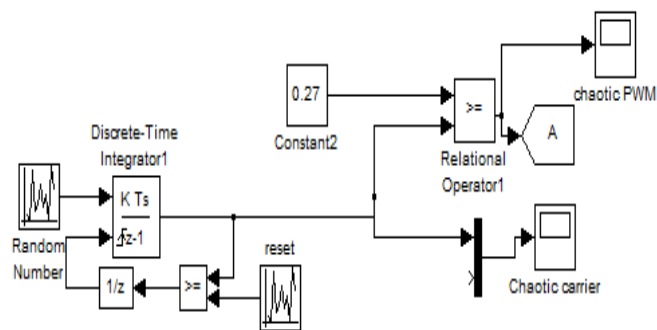 chaotic PWM
0.27
>=
A
Constant2
Relational
Operator1
Discrete-Time
Integrator1
K Ts
z-1
Random
Number
reset
1/z
>=
Chaotic carrier